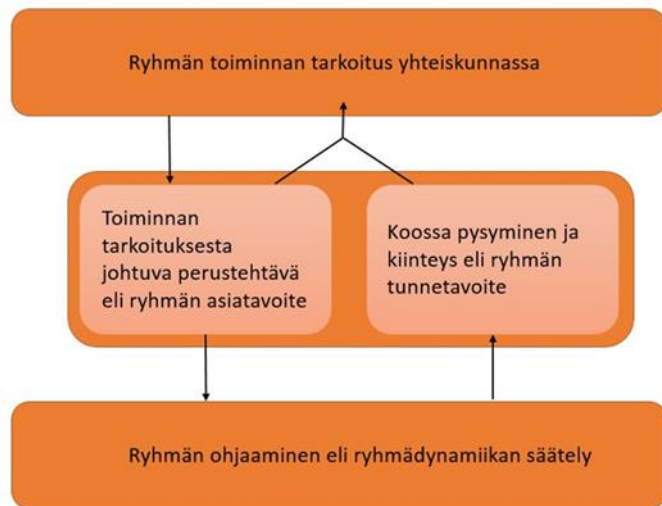 Ryhmän toiminnan tarkoitus yhteiskunnassa
Toiminnan
tarkoituksesta
johtuva perustehtävä
eli ryhmän asiatavoite
Koossa pysyminen ja
kiinteys eli ryhmän
tunnetavoite
Ryhmän ohjaaminen eli ryhmädynamiikan säätely